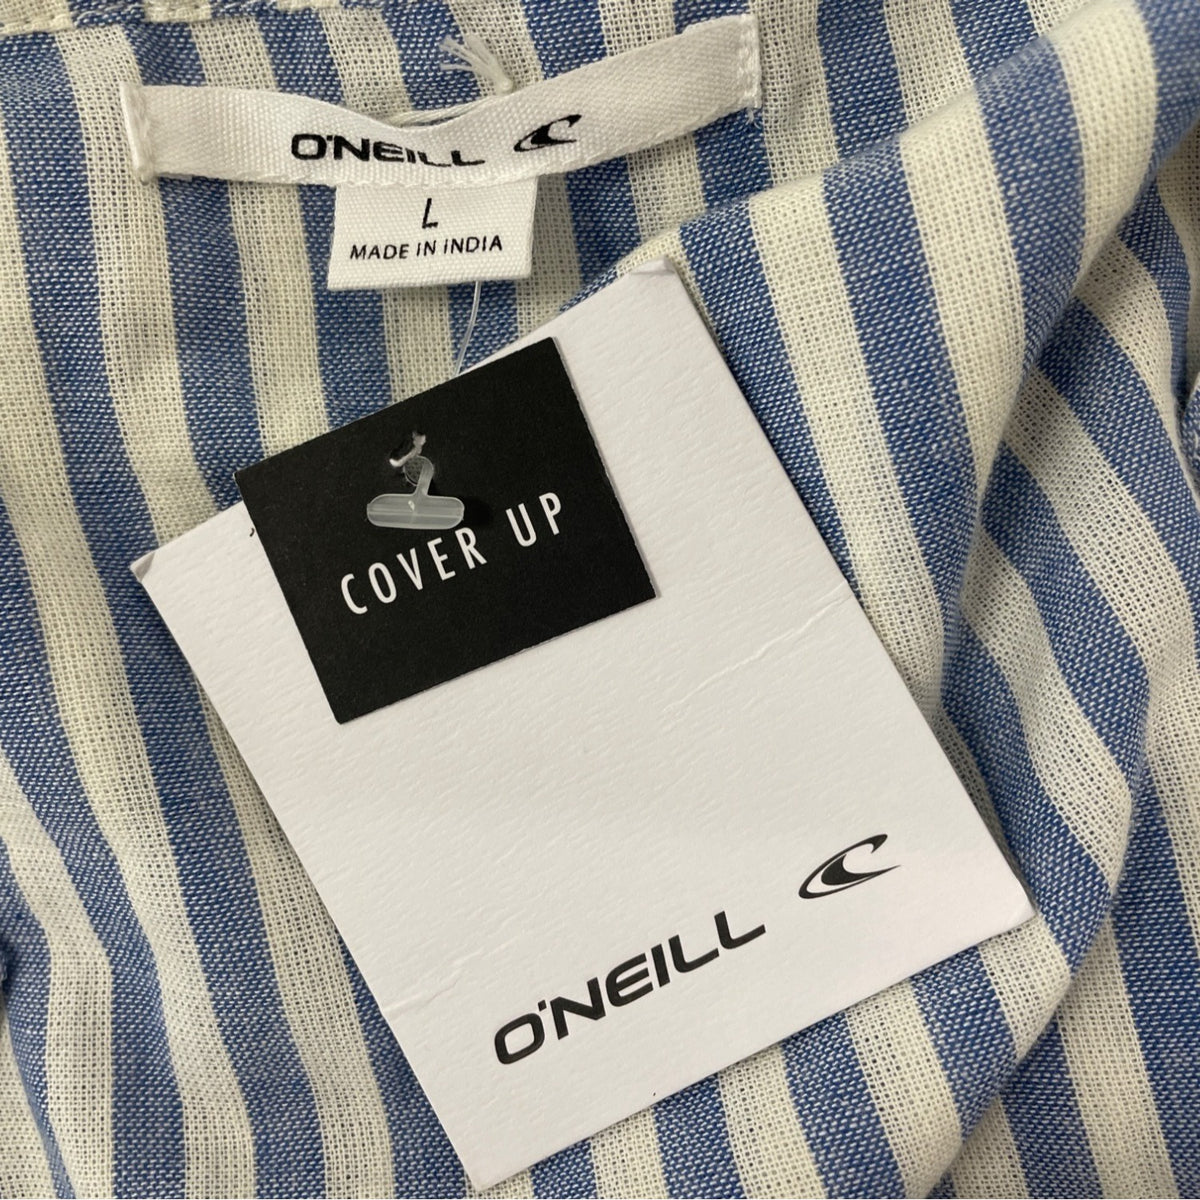 O'NEILL
L
MADE IN INDIA
COVER UP
O'NEILL